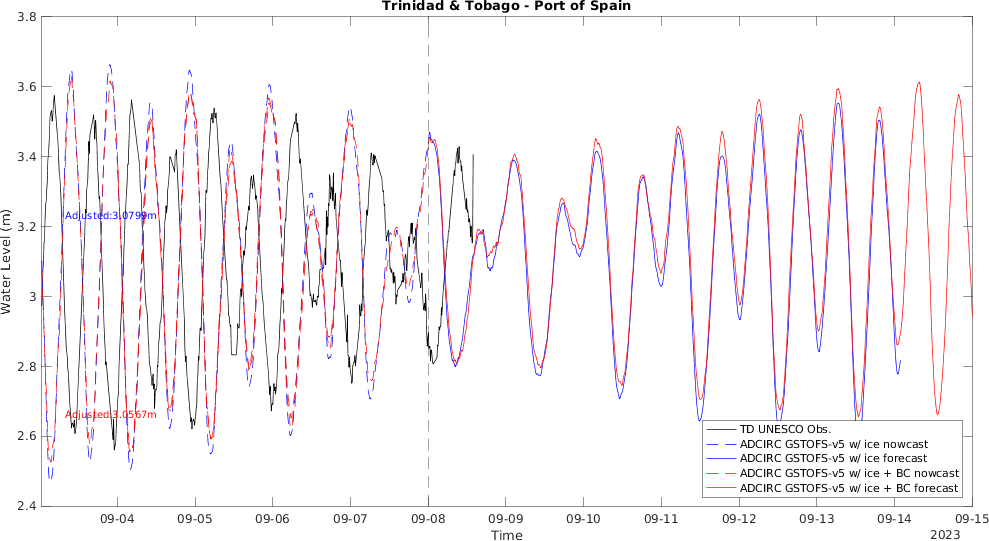 Trinidad & Tobago - Port of Spain
3.8
3.6
3.4
3.2
3
2.8
2.6
2.4
Water Level (m)
Adjusted:3.0799m
Adjusted:3.0567m
TD UNESCO Obs.
ADCIRC GSTOFS-v5 w/ ice nowcast
ADCIRC GSTOFS-v5 w/ ice forecast
ADCIRC GSTOFS-v5 w/ ice + BC nowcast
ADCIRC GSTOFS-v5 w/ ice + BC forecast
09-04 09-05 09-06 09-07 09-08 09-09 09-10 09-11 09-12 09-13 09-14 09-15
Time
2023